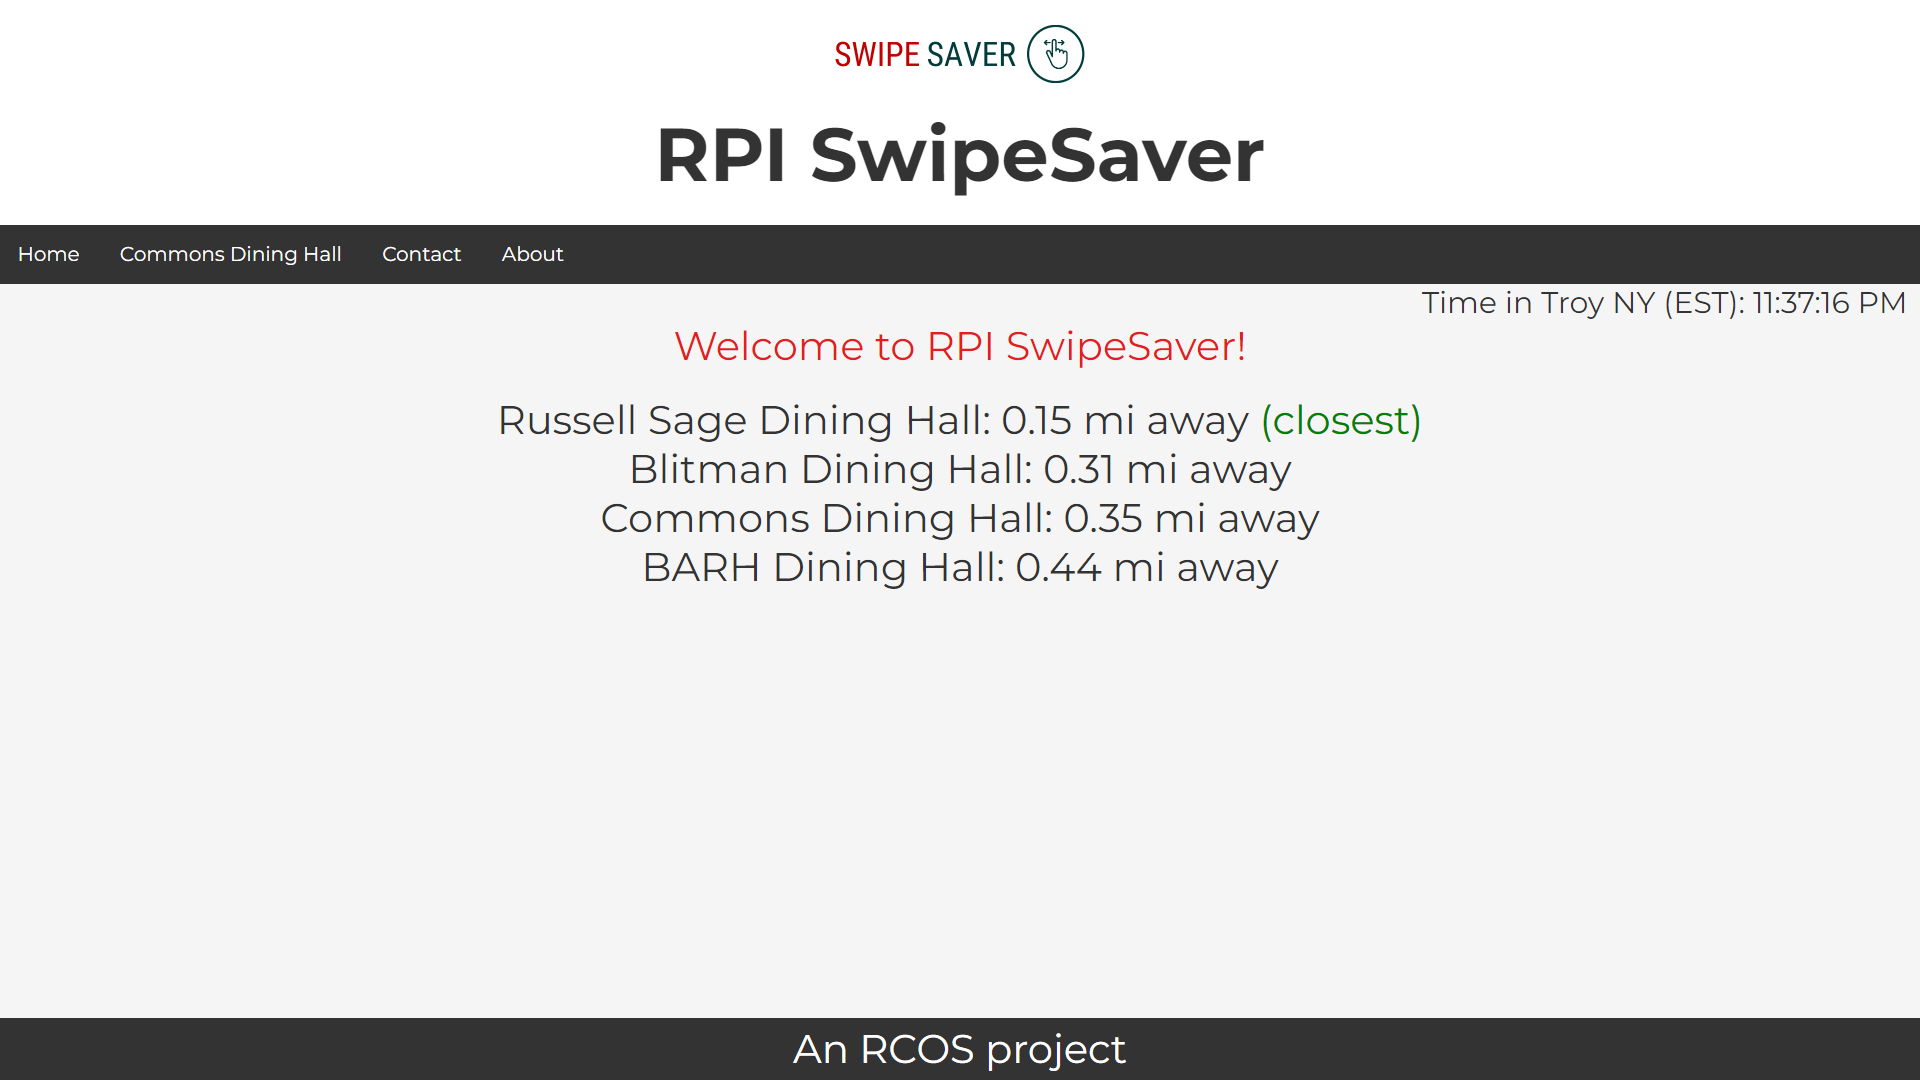 SWIPE SAVER
RPI SwipeSaver
Home Commons Dining Hall Contact About
Time in Troy NY (EST): 11:37:16 PM
Welcome to RPI SwipeSaver!
Russell Sage Dining Hall: 0.15 mi away (closest)
Blitman Dining Hall: 0.31 mi away
Commons Dining Hall: 0.35 mi away
BARH Dining Hall: 0.44 mi away
An RCOS project